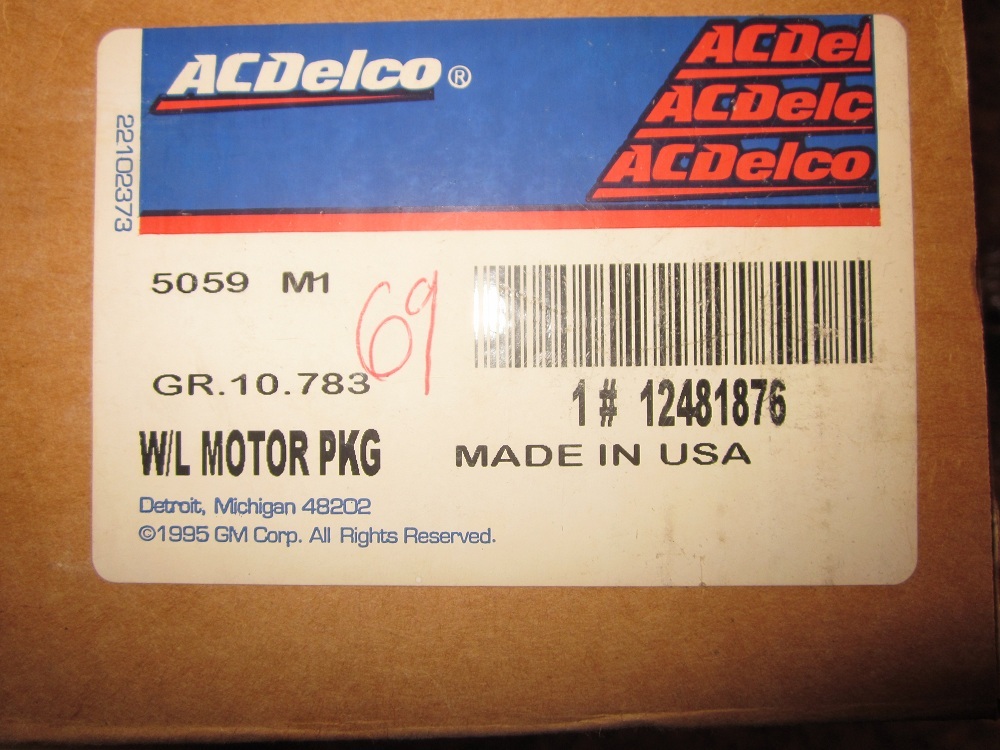 ACDelco®
ACDel
ACDelc
ACDelco
22102373
5059 M1
69
GR.10.783
1# 12481876
W/L MOTOR PKG
MADE IN USA
Detroit, Michigan 48202
©1995 GM Corp. All Rights Reserved.